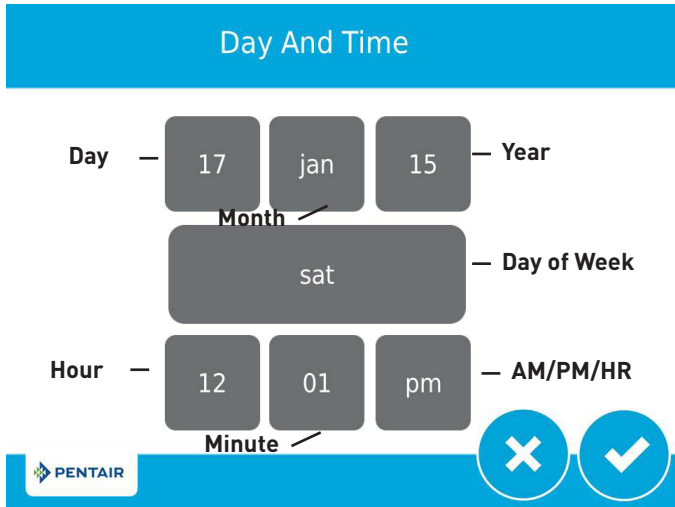 Day And Time
Day 17 jan 15 Year
Month
sat Day of Week
Hour 12 01 pm AM/PM/HR
Minute
PENTAIR